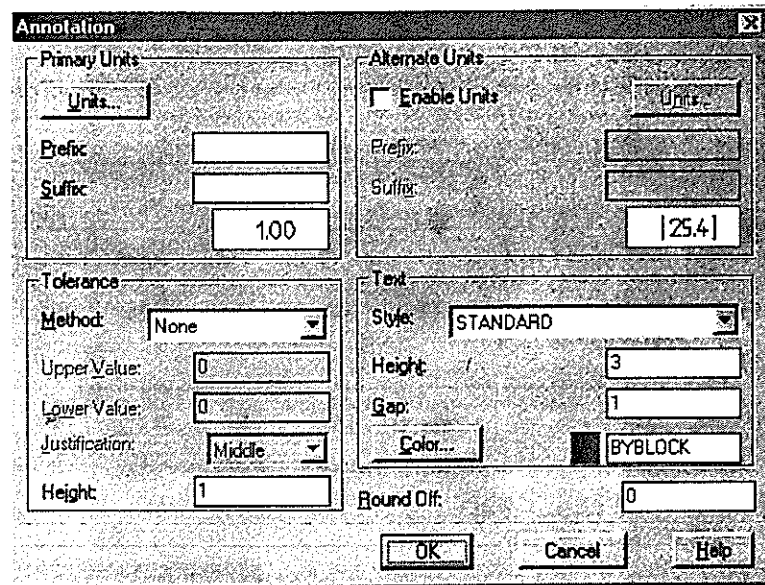 Annotation
Primary Units
Units...
Prefix:
Suffix:
1.00
Alternate Units
Enable Units
Units...
Prefix:
Suffix:
[25.4]
Tolerance
Method: None
Upper Value: 0
Lower Value: 0
Justification: Middle
Height: 1
Text
Style: STANDARD
Height: 3
Gap: 1
Color... BYBLOCK
Round Off: 0
OK Cancel Help